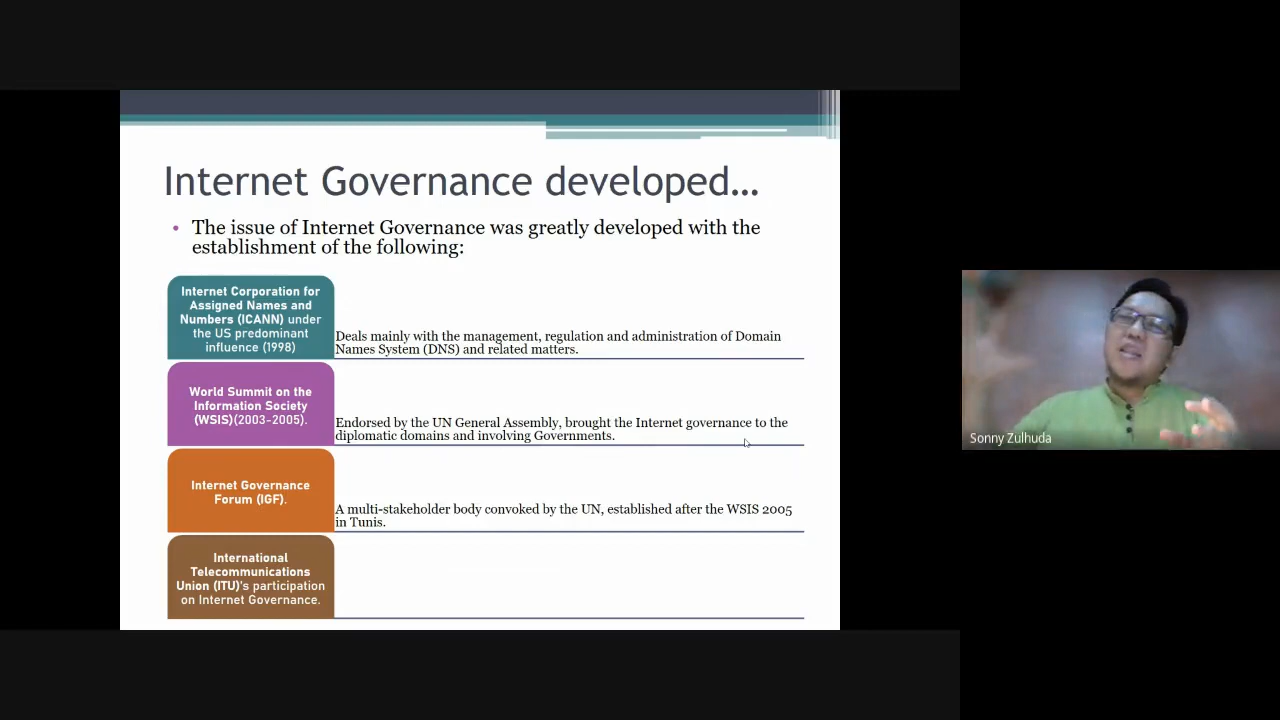 Internet Governance developed…
• The issue of Internet Governance was greatly developed with the
establishment of the following:
Internet Corporation for
Assigned Names and
Numbers (ICANN) under
the US predominant
influence (1998)
Deals mainly with the management, regulation and administration of Domain
Names System (DNS) and related matters.
World Summit on the
Information Society
(WSIS)(2003-2005).
Endorsed by the UN General Assembly, brought the Internet governance to the
diplomatic domains and involving Governments.
Internet Governance
Forum (IGF).
A multi-stakeholder body convoked by the UN, established after the WSIS 2005
in Tunis.
International
Telecommunications
Union (ITU)'s participation
on Internet Governance.
Sonny Zulhuda